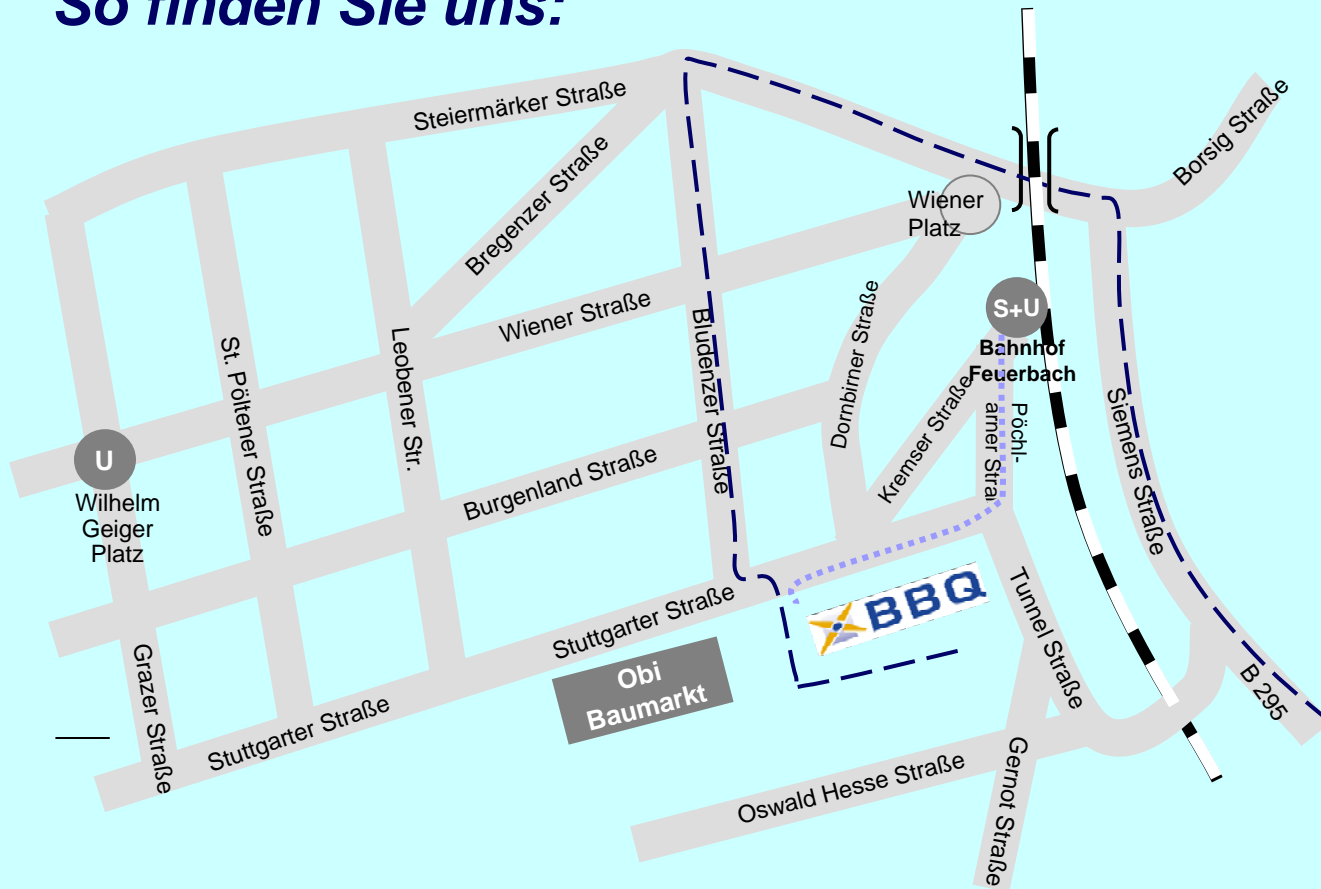 So finden Sie uns:
Steiermärker Straße
Borsig Straße
Bregenzer Straße
Wiener
Platz
S+U
Bahnhof
Feuerbach
Wiener Straße
St. Pöltener Straße
Leobener Str.
Bludenzer Straße
Dornbirner Straße
Kremser Straße
Pöchl-
arner Straß
Siemens Straße
U
Wilhelm
Geiger
Platz
Burgenland Straße
BBQ
Tunnel Straße
Stuttgarter Straße
Obi
Baumarkt
B 295
Grazer Straße
Stuttgarter Straße
Oswald Hesse Straße
Gernot Straße